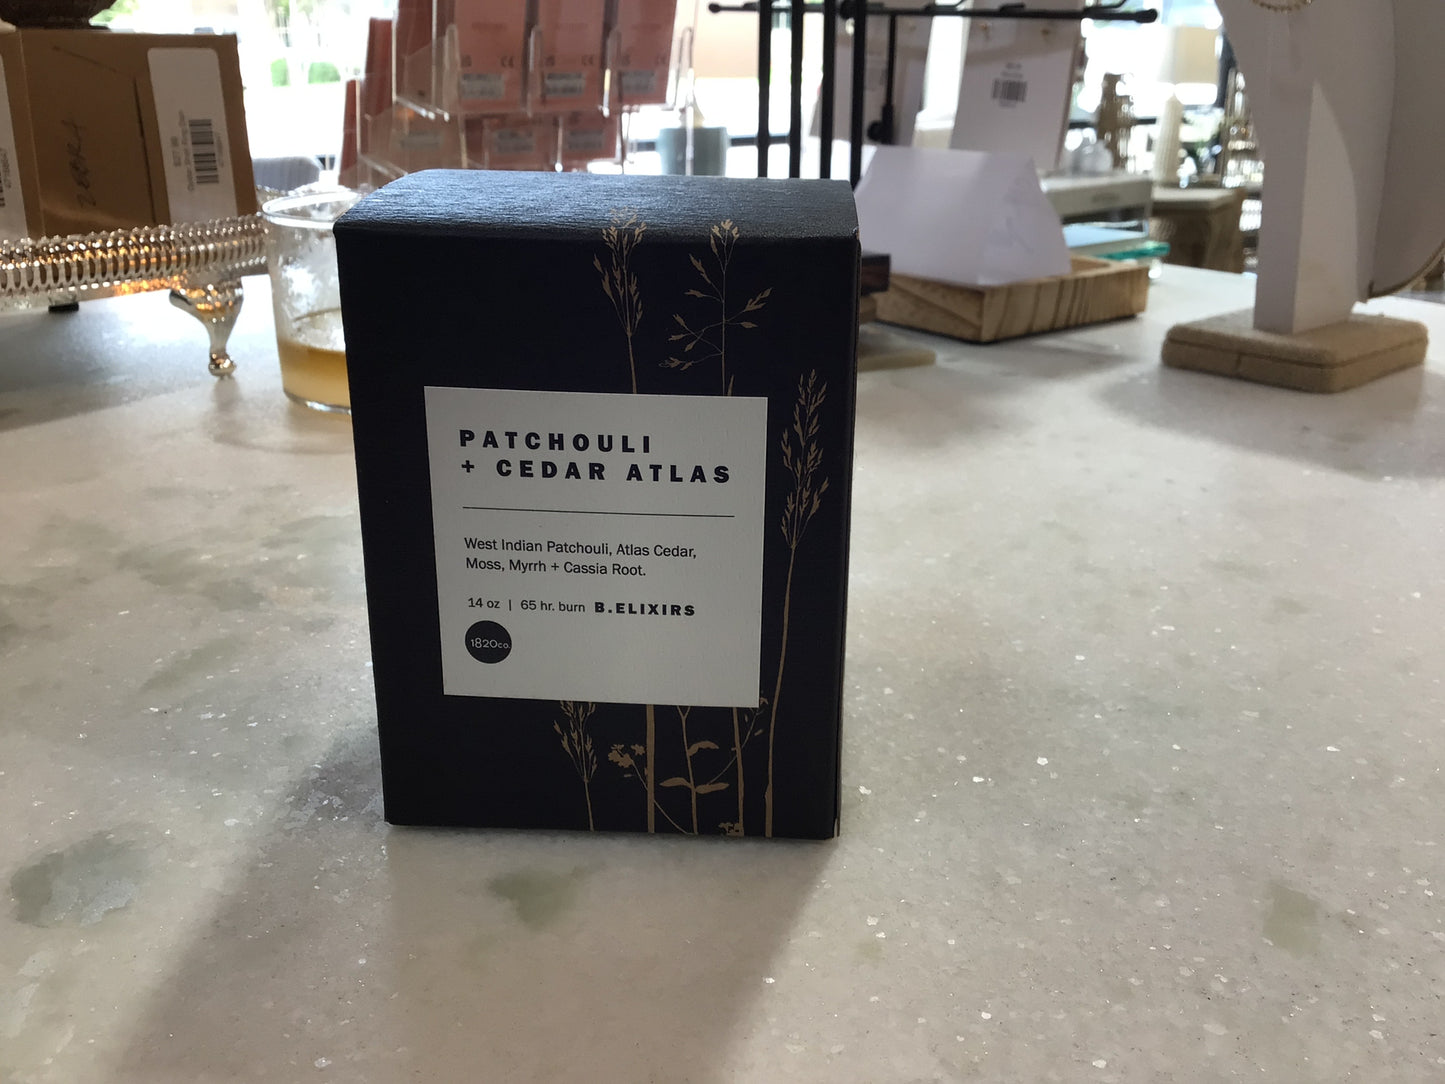 PATCHOULI
+ CEDAR ATLAS
West Indian Patchouli, Atlas Cedar,
Moss, Myrrh + Cassia Root.
14 oz | 65 hr. burn B.ELIXIRS
1820co.
ZEBRA